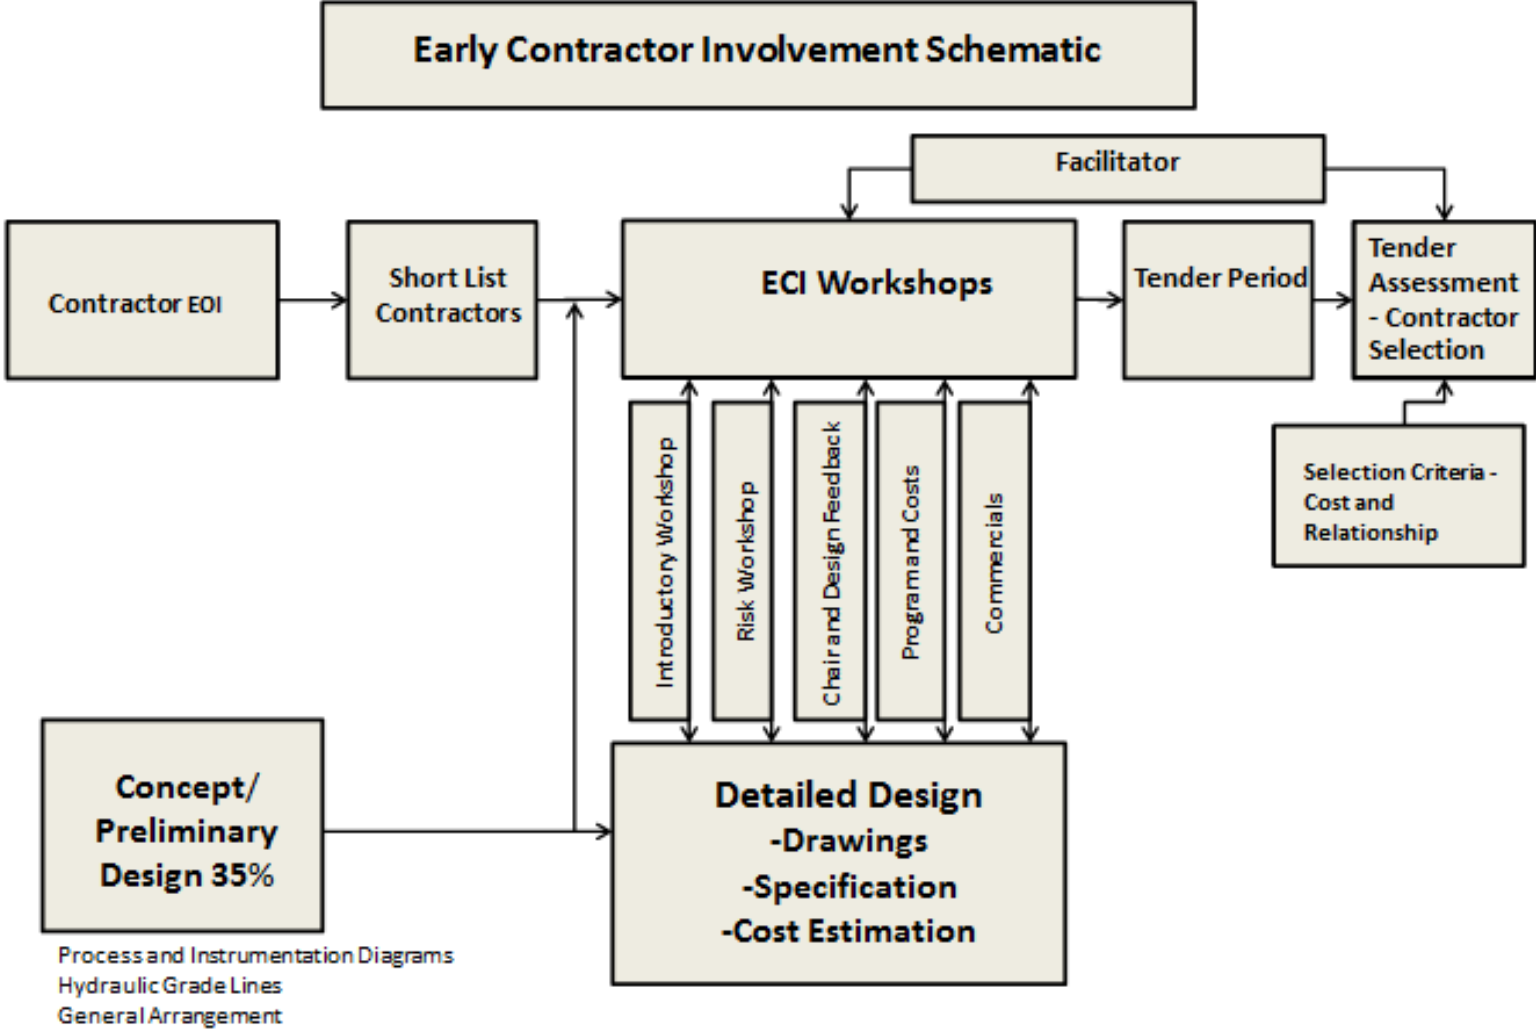 Early Contractor Involvement Schematic
Facilitator
Contractor EOI
Short List
Contractors
ECI Workshops
Tender Period
Tender
Assessment
- Contractor
Selection
Selection Criteria -
Cost and
Relationship
Introductory Workshop
Risk Workshop
Chair and Design Feedback
Program and Costs
Commercials
Concept/
Preliminary
Design 35%
Process and Instrumentation Diagrams
Hydraulic Grade Lines
General Arrangement
Detailed Design
-Drawings
-Specification
-Cost Estimation